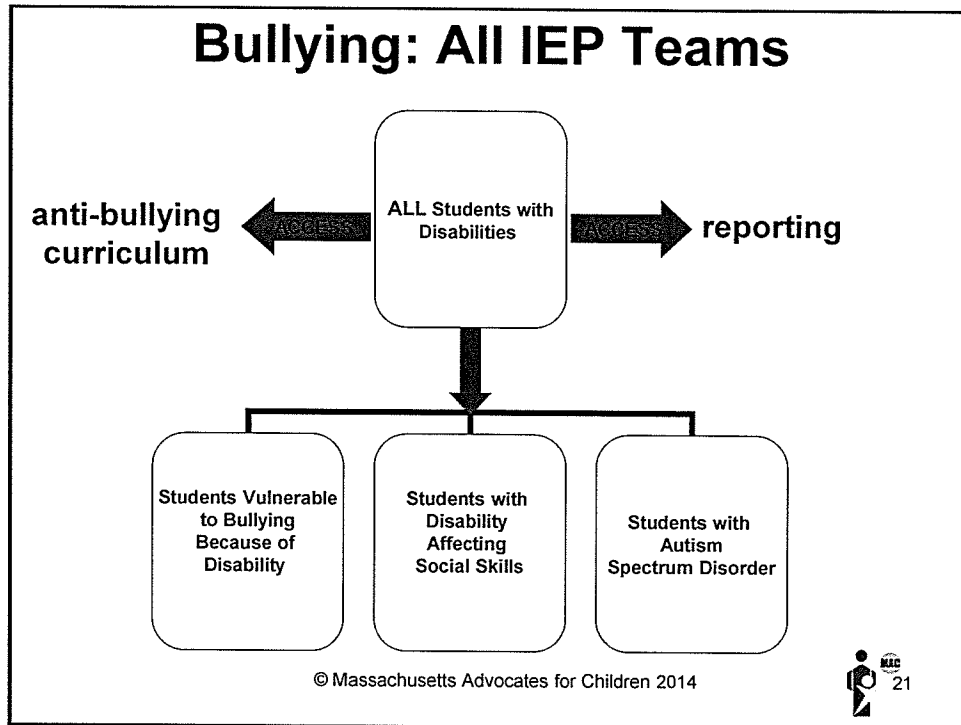 Bullying: All IEP Teams
ALL Students with
Disabilities
anti-bullying
curriculum
ACCESS
ACCESS
reporting
Students Vulnerable
to Bullying
Because of
Disability
Students with
Disability
Affecting
Social Skills
Students with
Autism
Spectrum Disorder
© Massachusetts Advocates for Children 2014
MAC
21